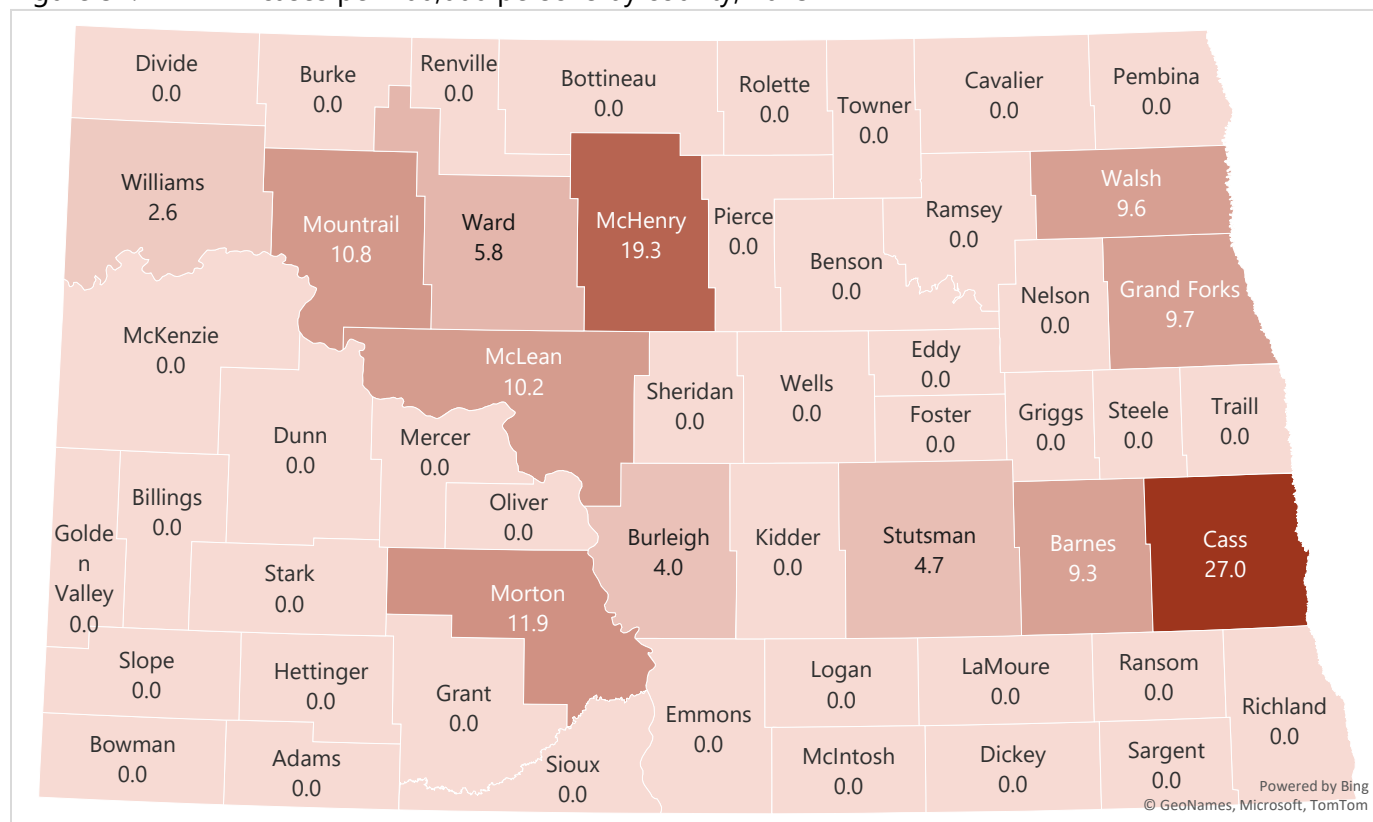 Divide
0.0
Burke
0.0
Renville
0.0
Bottineau
0.0
Rolette
0.0
Towner
0.0
Cavalier
0.0
Pembina
0.0
Williams
2.6
Mountrail
10.8
Ward
5.8
McHenry
19.3
Pierce
0.0
Benson
0.0
Ramsey
0.0
Walsh
9.6
Nelson
0.0
Grand Forks
9.7
McKenzie
0.0
McLean
10.2
Sheridan
0.0
Wells
0.0
Eddy
0.0
Foster
0.0
Griggs
0.0
Steele
0.0
Traill
0.0
Dunn
0.0
Mercer
0.0
Oliver
0.0
Golde
n
Valley
0.0
Billings
0.0
Stark
0.0
Morton
11.9
Burleigh
4.0
Kidder
0.0
Stutsman
4.7
Barnes
9.3
Cass
27.0
Slope
0.0
Hettinger
0.0
Grant
0.0
Emmons
0.0
Logan
0.0
LaMoure
0.0
Ransom
0.0
Richland
0.0
Bowman
0.0
Adams
0.0
Sioux
0.0
McIntosh
0.0
Dickey
0.0
Sargent
0.0
Powered by Bing
© GeoNames, Microsoft, TomTom